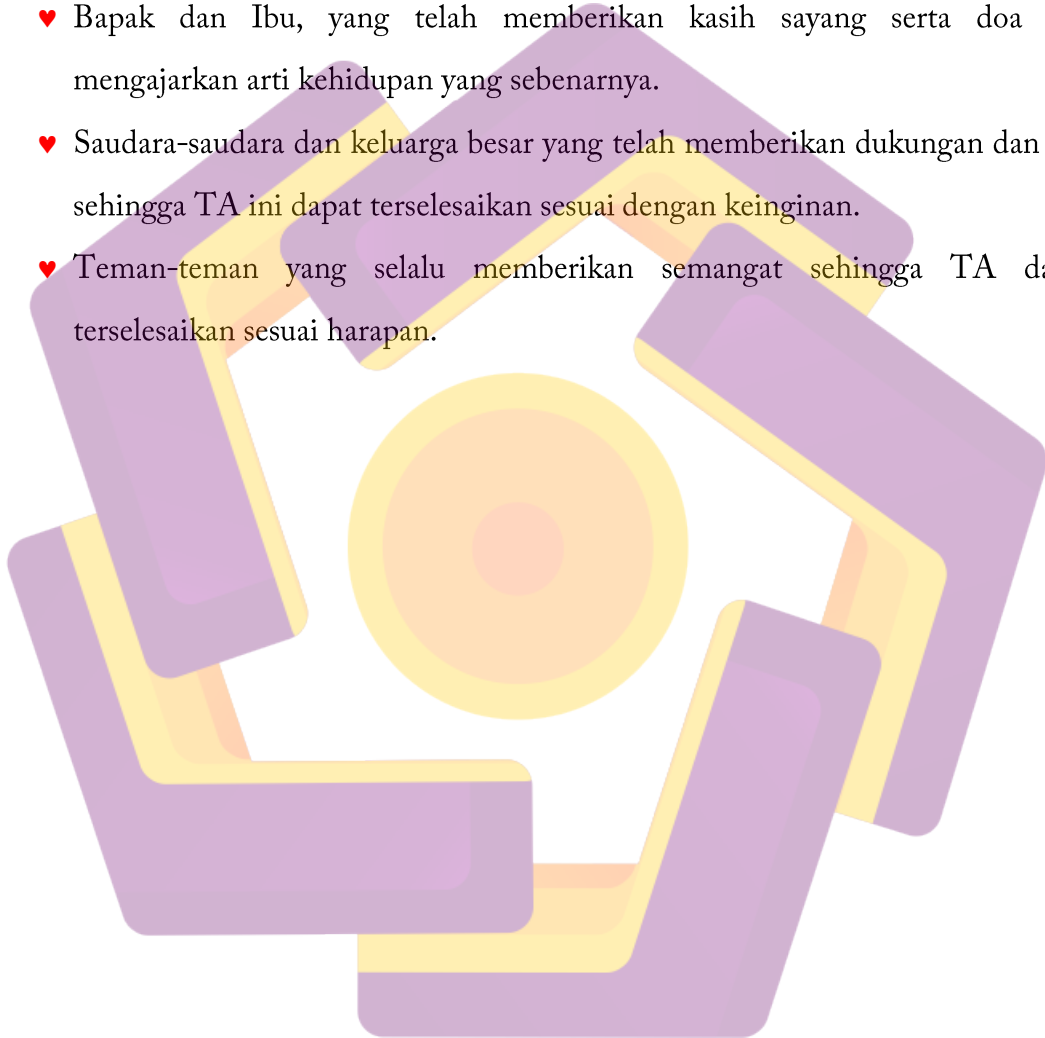 ♥ Bapak dan Ibu, yang telah memberikan kasih sayang serta doa
mengajarkan arti kehidupan yang sebenarnya.
♥ Saudara-saudara dan keluarga besar yang telah memberikan dukungan dan
sehingga TA ini dapat terselesaikan sesuai dengan keinginan.
♥ Teman-teman yang selalu memberikan semangat sehingga TA
terselesaikan sesuai harapan.